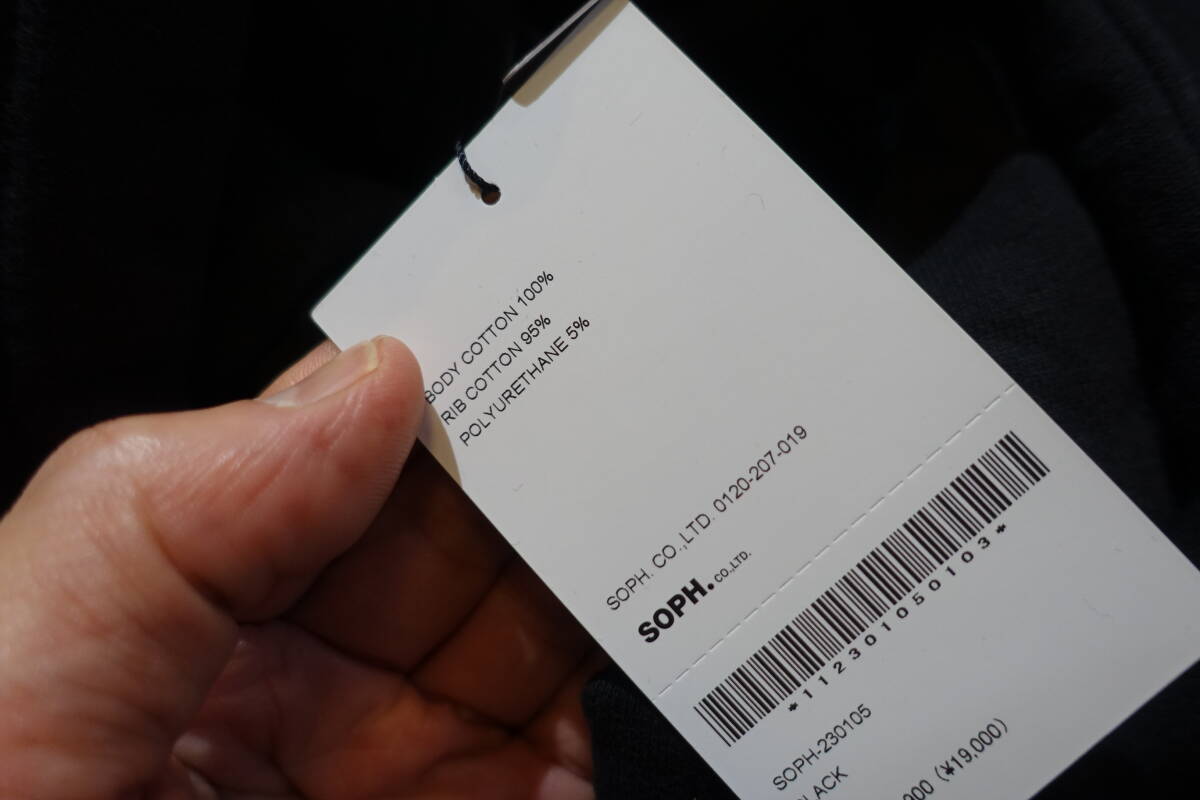 BODY COTTON 100%
RIB COTTON 95%
POLYURETHANE 5%
SOPH. CO.,LTD. 0120-207-019
SOPH. CO.,LTD.
*11230105050103*
SOPH-230105
LACK
000 (¥19,000)